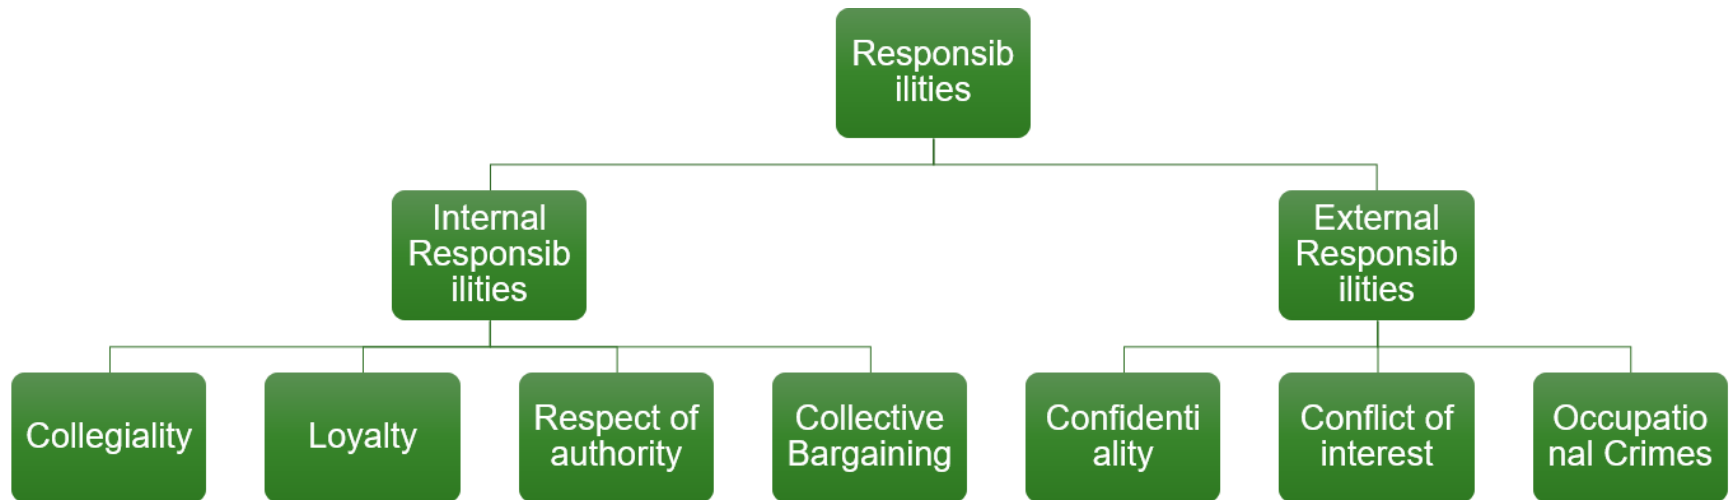 Responsib
ilities
Internal
Responsib
ilities
External
Responsib
ilities
Collegiality
Loyalty
Respect of
authority
Collective
Bargaining
Confidenti
ality
Conflict of
interest
Occupatio
nal Crimes